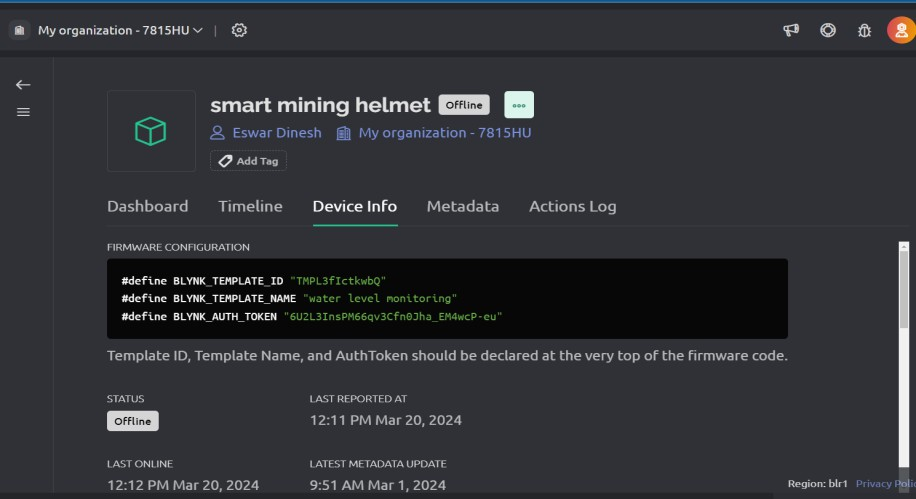 My organization - 7815HU
smart mining helmet Offline
Eswar Dinesh My organization - 7815HU
Add Tag
Dashboard Timeline Device Info Metadata Actions Log
FIRMWARE CONFIGURATION
#define BLYNK_TEMPLATE_ID "TMPL3fIctkwbQ"
#define BLYNK_TEMPLATE_NAME "water level monitoring"
#define BLYNK_AUTH_TOKEN "6U2L3InsPM66qv3Cfn0Jha_EM4wcP-eu"
Template ID, Template Name, and AuthToken should be declared at the very top of the firmware code.
STATUS LAST REPORTED AT
Offline 12:11 PM Mar 20, 2024
LAST ONLINE LATEST METADATA UPDATE
12:12 PM Mar 20, 2024 9:51 AM Mar 1, 2024
Region: blr1 Privacy Poli